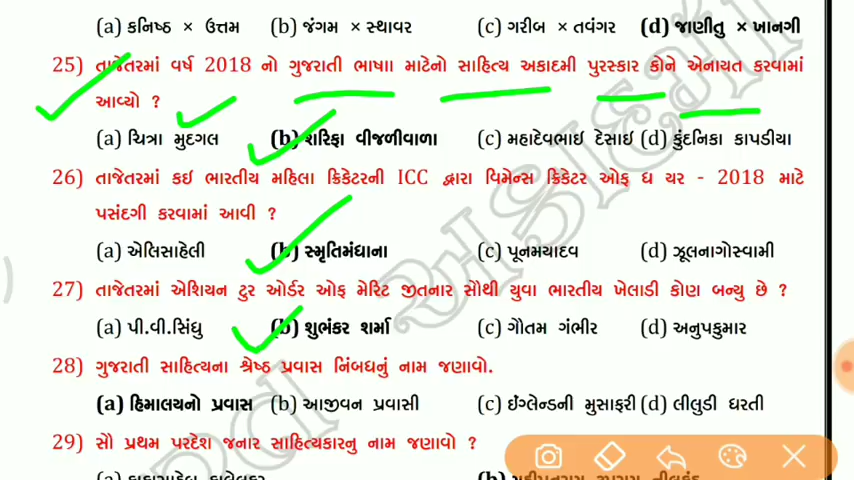 (a) કનિષ્ઠ × ઉત્તમ (b) જંગમ × સ્થાવર (c) ગરીબ × તવંગર (d) જાણીતુ × ખાનગી
25) તાજેતરમાં વર્ષ 2018 નો ગુજરાતી ભાષાા માટેનો સાહિત્ય અકાદમી પુરસ્કાર કોને એનાયત કરવામાં
આવ્યો ?
(a) ચિત્રા મુદગલ (b) શરિફા વીજળીવાળા (c) મહાદેવભાઇ દેસાઇ (d) કુંદનિકા કાપડીયા
26) તાજેતરમાં કઇ ભારતીય મહિલા ક્રિકેટરની ICC દ્વારા વિમેન્સ ક્રિકેટર ઓફ ધ યર - 2018 માટે
પસંદગી કરવામાં આવી ?
(a) એલિસાહેલી (b) સ્મૃતિમંધાના (c) પૂનમયાદવ (d) ઝૂલનાગોસ્વામી
27) તાજેતરમાં એશિયન ટુર ઓર્ડર ઓફ મેરિટ જીતનાર સૌથી યુવા ભારતીય ખેલાડી કોણ બન્યુ છે ?
(a) પી.વી.સિંધુ (b) શુભંકર શર્મા (c) ગૌતમ ગંભીર (d) અનુપકુમાર
28) ગુજરાતી સાહિત્યના શ્રેષ્ઠ પ્રવાસ નિંબધનું નામ જણાવો.
(a) હિમાલયનો પ્રવાસ (b) આજીવન પ્રવાસી (c) ઈંગ્લેન્ડની મુસાફરી (d) લીલુડી ધરતી
29) સૌ પ્રથમ પરદેશ જનાર સાહિત્યકારનુ નામ જણાવો ?
(a) (b)